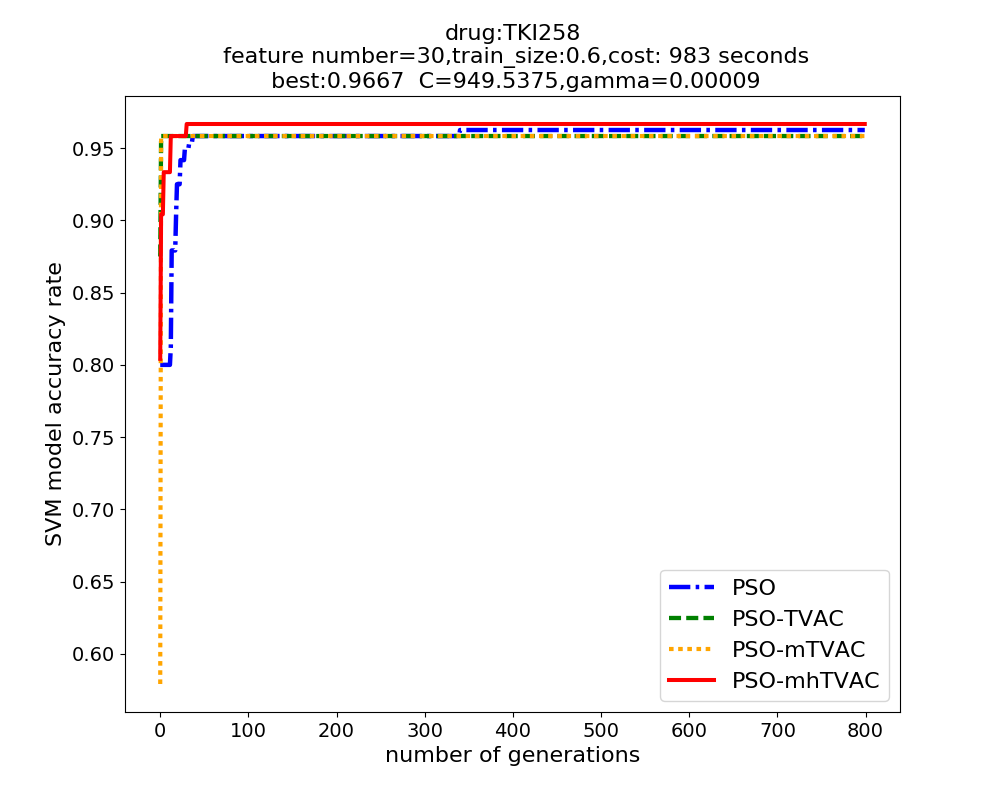 drug:TKI258
feature number=30,train_size:0.6,cost: 983 seconds
best:0.9667  C=949.5375,gamma=0.00009
SVM model accuracy rate
0.95
0.90
0.85
0.80
0.75
0.70
0.65
0.60
PSO
PSO-TVAC
PSO-mTVAC
PSO-mhTVAC
0 100 200 300 400 500 600 700 800
number of generations